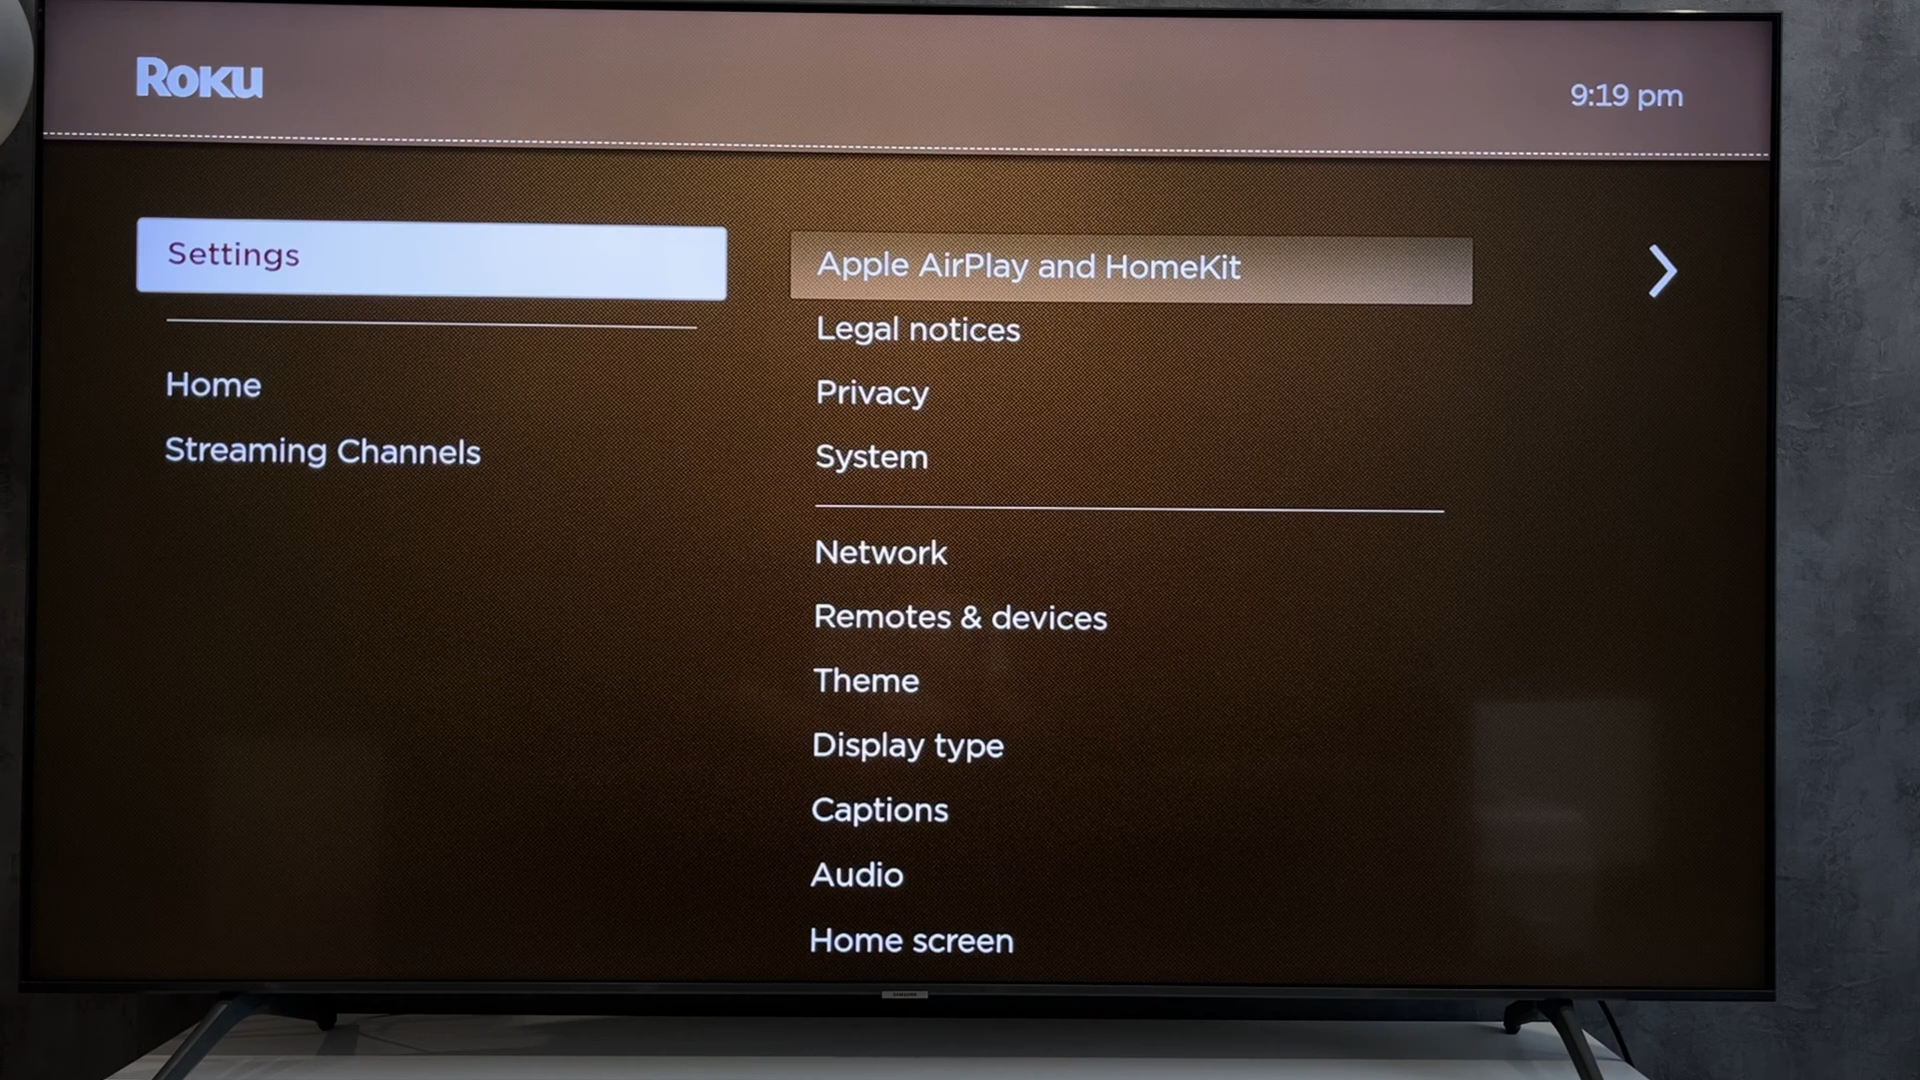 Roku
9:19 pm
Settings
Home
Streaming Channels
Apple AirPlay and HomeKit
Legal notices
Privacy
System
Network
Remotes & devices
Theme
Display type
Captions
Audio
Home screen